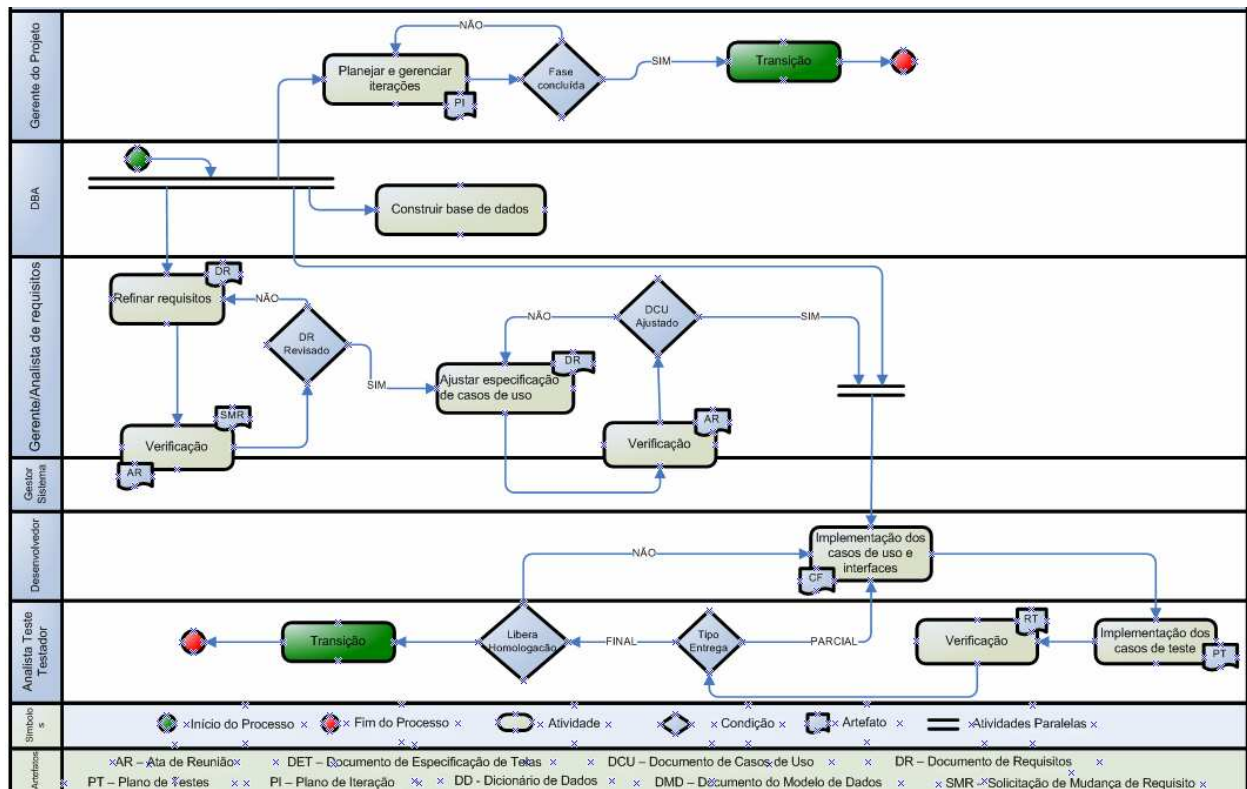 Gerente do Projeto
NÃO
Planejar e gerenciar
iterações
PI
Fase
concluída
SIM
Transição
DBA
Construir base de dados
Gerente/Analista de requisitos
DR
Refinar requisitos
NÃO
DR
Revisado
SIM
SMR
Verificação
AR
NÃO
DCU
Ajustado
SIM
DR
Ajustar especificação
de casos de uso
AR
Verificação
Gestor
Sistema
Desenvolvedor
NÃO
Implementação dos
casos de uso e
interfaces
CF
Analista Teste
Testador
Transição
Libera
Homologacão
FINAL
Tipo
Entrega
PARCIAL
RT
Verificação
Implementação dos
casos de teste
PT
Símbolo
s
Início do Processo
Fim do Processo
Atividade
Condição
Artefato
Atividades Paralelas
Artefatos
AR – Ata de Reunião
DET – Documento de Especificação de Telas
DCU – Documento de Casos de Uso
DR – Documento de Requisitos
PT – Plano de Testes
PI – Plano de Iteração
DD - Dicionário de Dados
DMD – Documento do Modelo de Dados
SMR – Solicitação de Mudança de Requisito